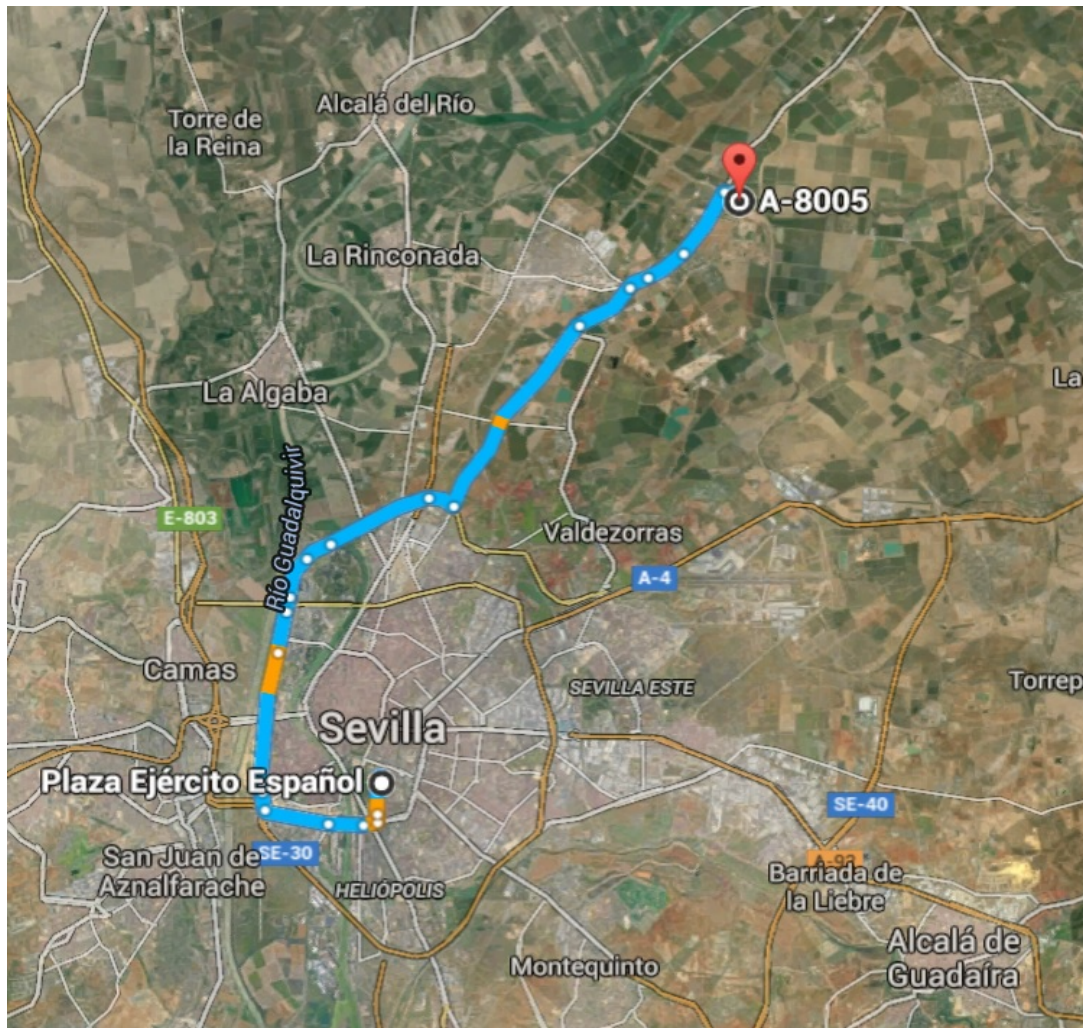 Alcalá del Río
Torre de
la Reina
A-8005
La Rinconada
La
La Algaba
Río Guadalquivir
E-803
Valdezorras
A-4
Camas
SEVILLA ESTE
Torrep
Sevilla
Plaza Ejército Español
SE-40
San Juan de
Aznalfarache
SE-30
A-92
HELIÓPOLIS
Barriada de
la Liebre
Alcalá de
Guadaíra
Montequinto